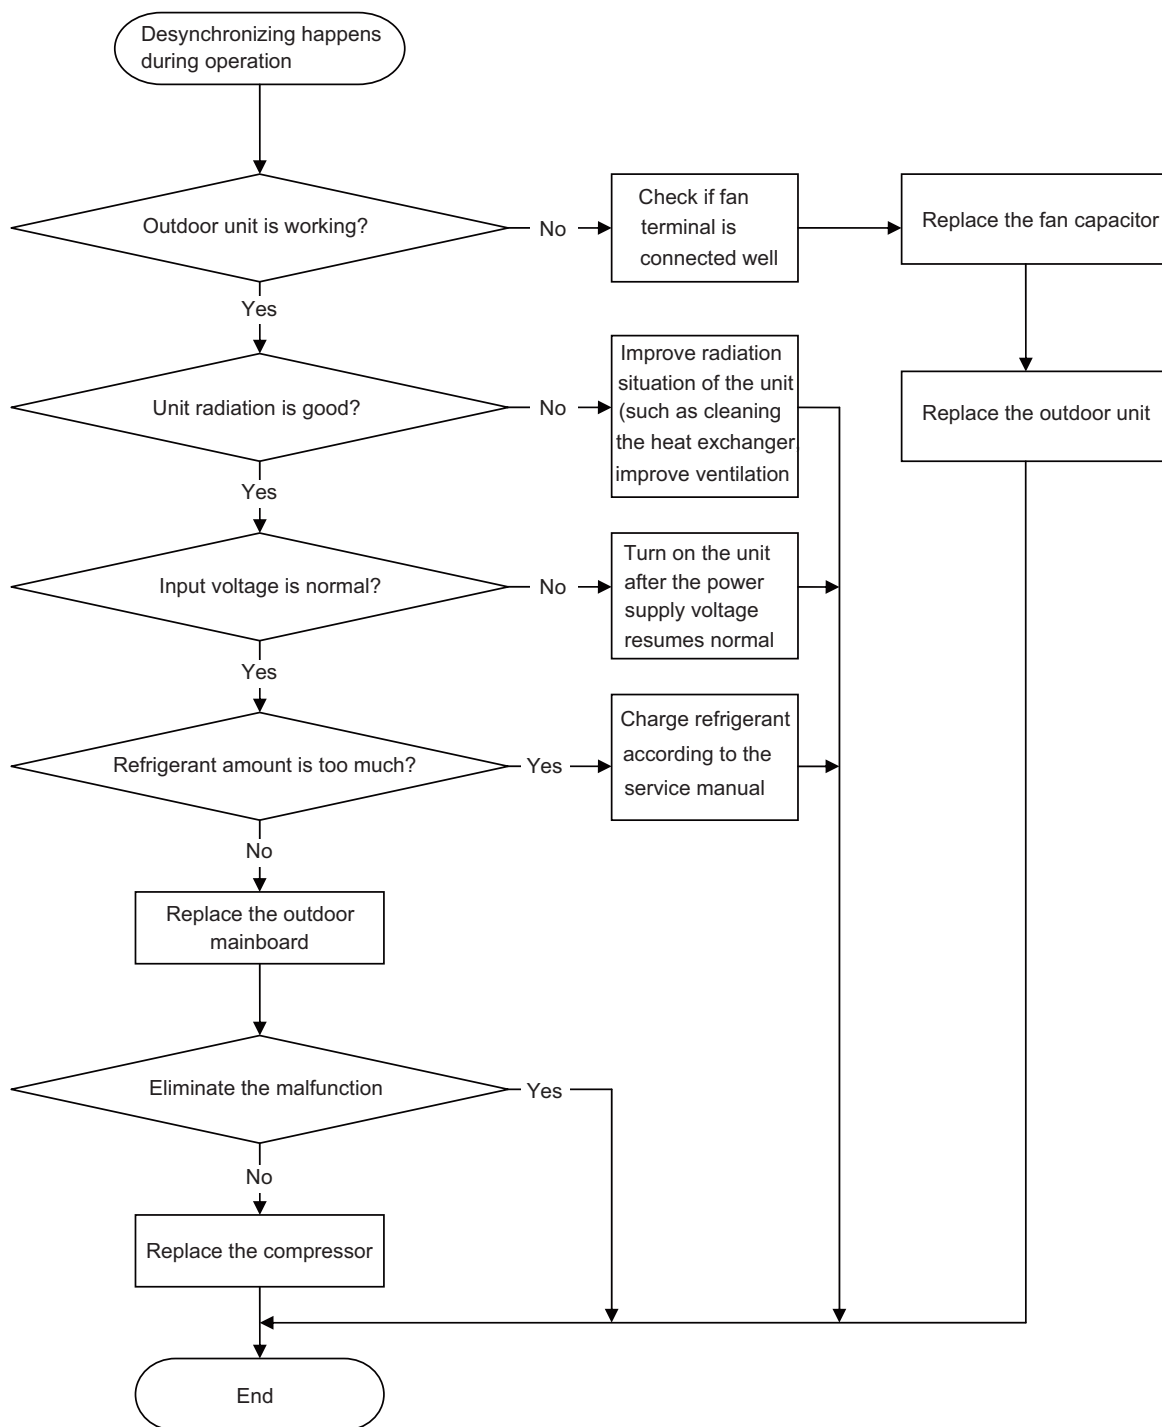 Desynchronizing happens
during operation
Outdoor unit is working?
No
Check if fan
terminal is
connected well
Replace the fan capacitor
Yes
Unit radiation is good?
No
Improve radiation
situation of the unit
(such as cleaning
the heat exchanger,
improve ventilation
Replace the outdoor unit
Yes
Input voltage is normal?
No
Turn on the unit
after the power
supply voltage
resumes normal
Yes
Refrigerant amount is too much?
Yes
Charge refrigerant
according to the
service manual
No
Replace the outdoor
mainboard
Eliminate the malfunction
Yes
No
Replace the compressor
End